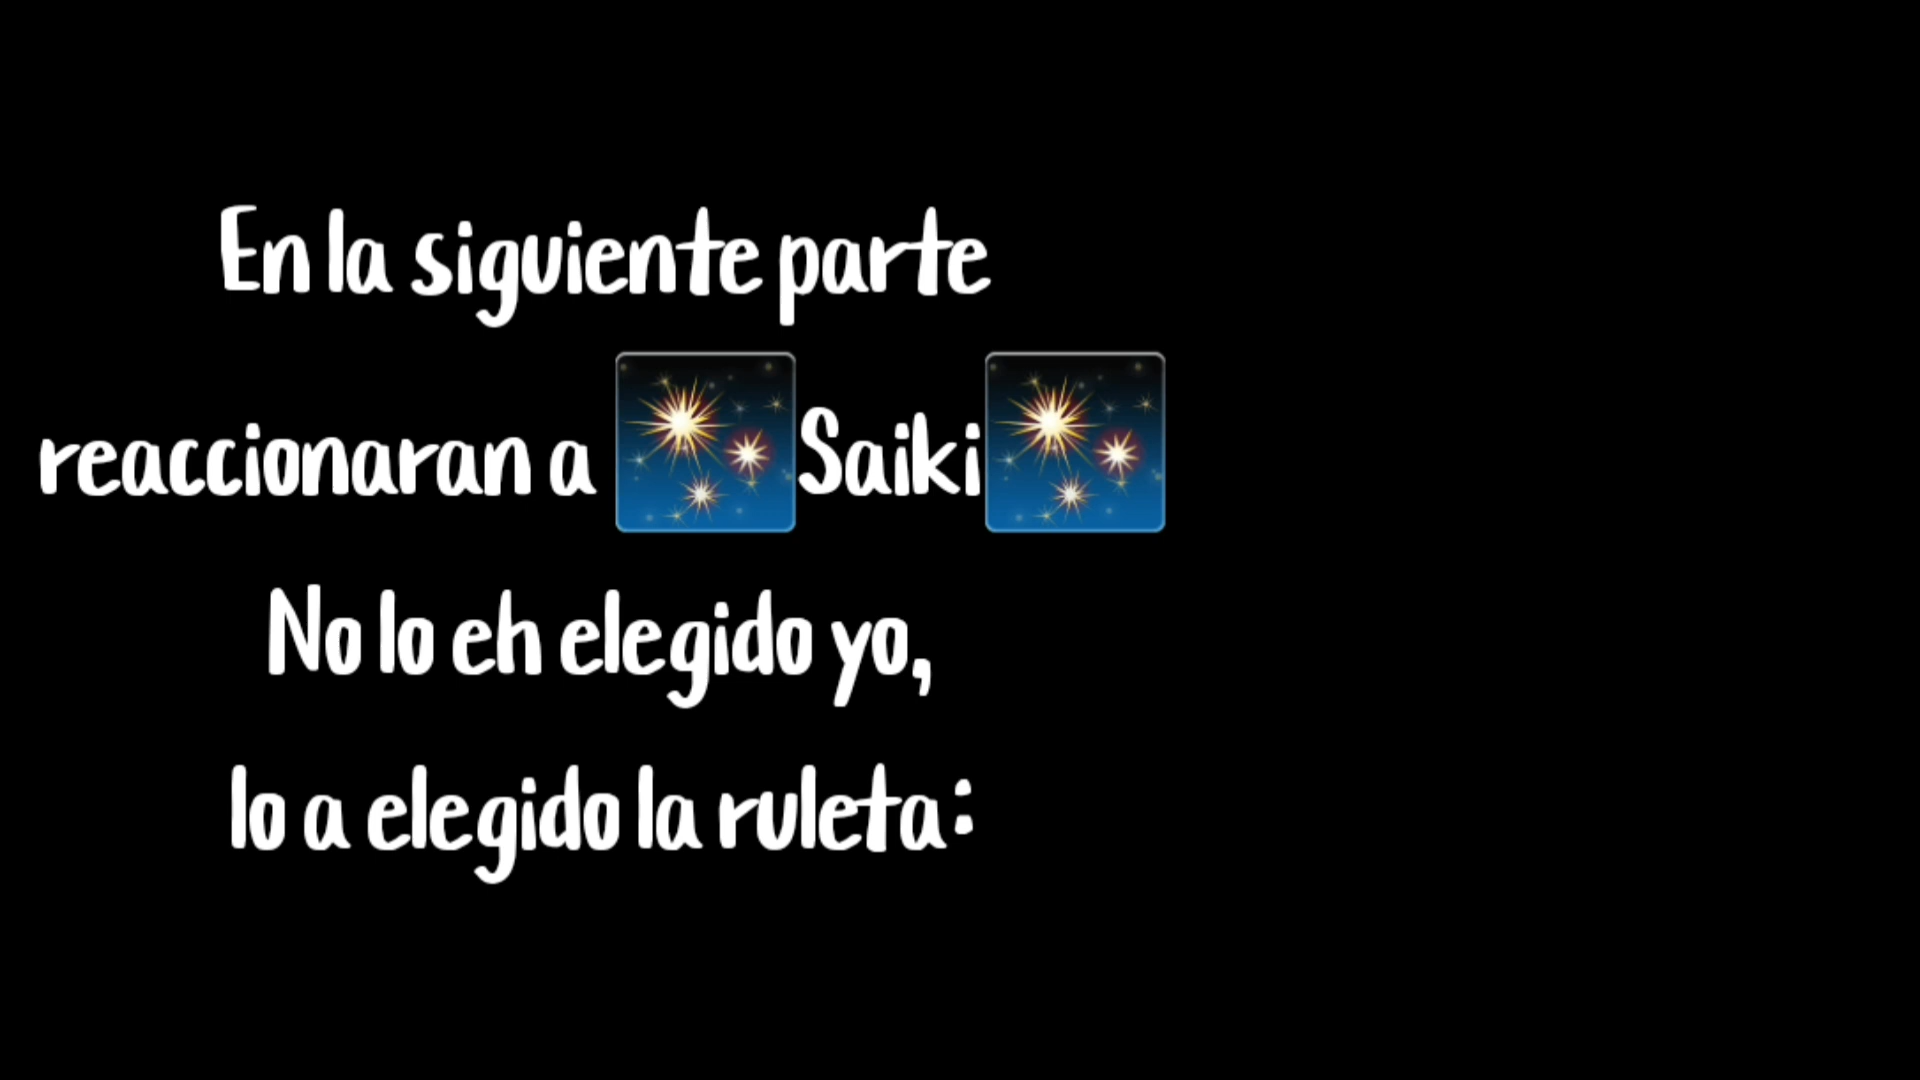 En la siguiente parte
reaccionaran a 🎆Saiki🎆
No lo eh elegido yo,
lo a elegido la ruleta: